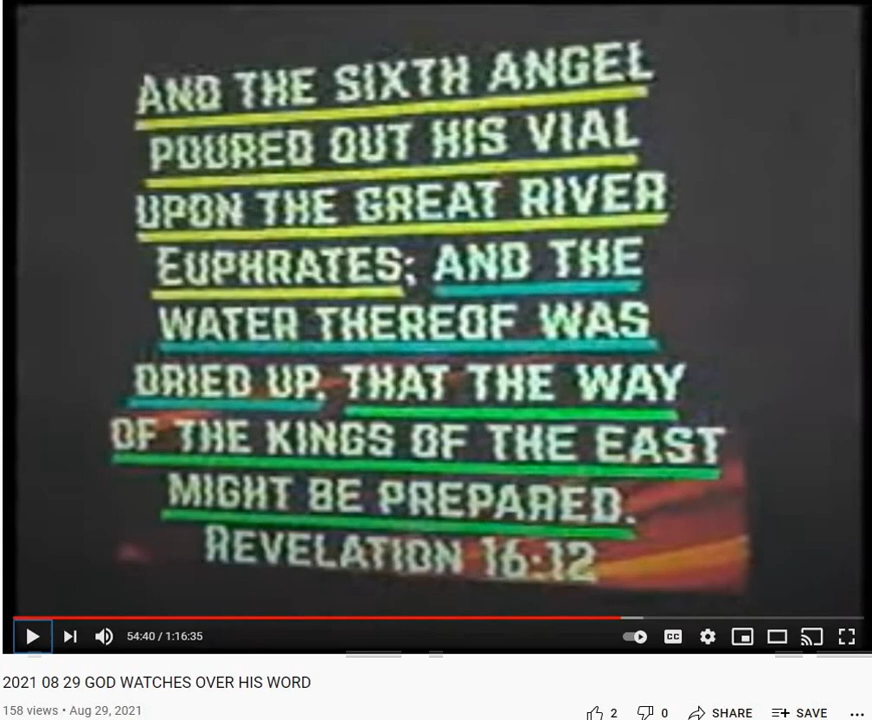 AND THE SIXTH ANGEL
POURED OUT HIS VIAL
UPON THE GREAT RIVER
EUPHRATES; AND THE
WATER THEREOF WAS
DRIED UP, THAT THE WAY
OF THE KINGS OF THE EAST
MIGHT BE PREPARED.
REVELATION 16:12
54:40 / 1:16:35
CC
2021 08 29 GOD WATCHES OVER HIS WORD
158 views • Aug 29, 2021
2 0 SHARE SAVE ...